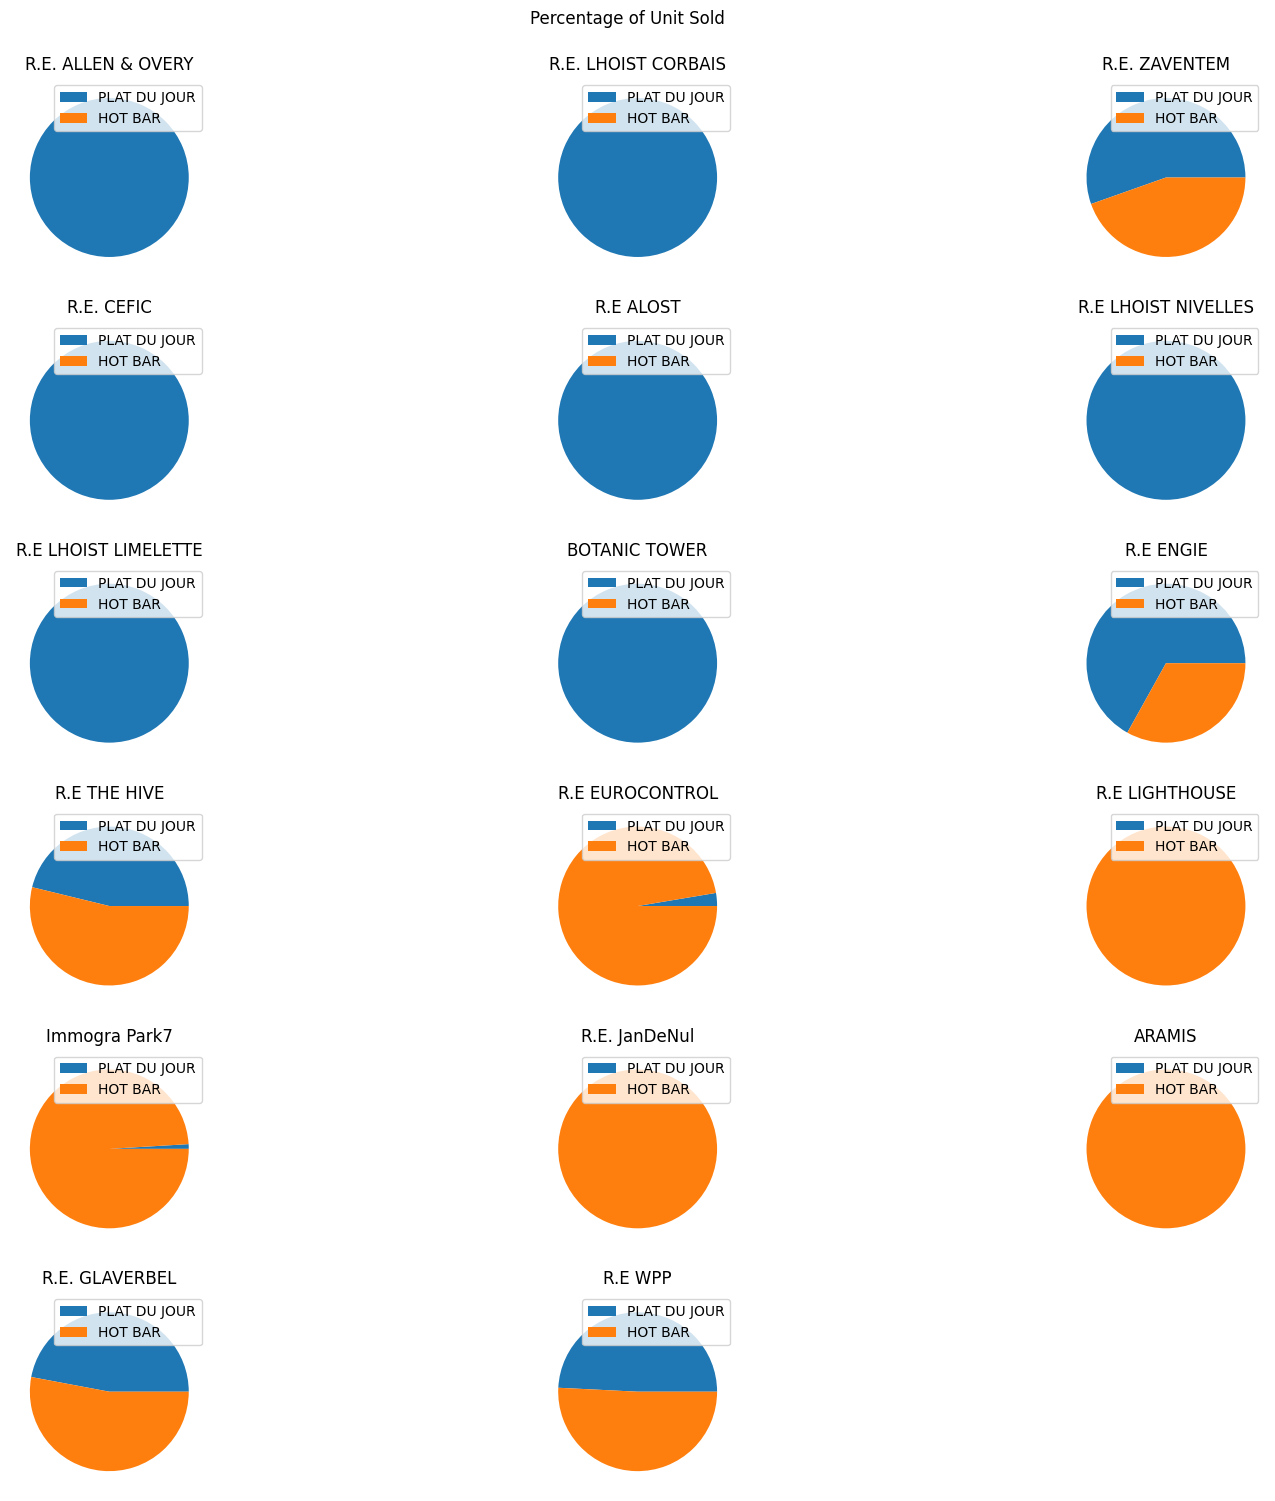 Percentage of Unit Sold
R.E. ALLEN & OVERY
PLAT DU JOUR
HOT BAR
R.E. LHOIST CORBAIS
PLAT DU JOUR
HOT BAR
R.E. ZAVENTEM
PLAT DU JOUR
HOT BAR
R.E. CEFIC
PLAT DU JOUR
HOT BAR
R.E ALOST
PLAT DU JOUR
HOT BAR
R.E LHOIST NIVELLES
PLAT DU JOUR
HOT BAR
R.E LHOIST LIMELETTE
PLAT DU JOUR
HOT BAR
BOTANIC TOWER
PLAT DU JOUR
HOT BAR
R.E ENGIE
PLAT DU JOUR
HOT BAR
R.E THE HIVE
PLAT DU JOUR
HOT BAR
R.E EUROCONTROL
PLAT DU JOUR
HOT BAR
R.E LIGHTHOUSE
PLAT DU JOUR
HOT BAR
Immogra Park7
PLAT DU JOUR
HOT BAR
R.E. JanDeNul
PLAT DU JOUR
HOT BAR
ARAMIS
PLAT DU JOUR
HOT BAR
R.E. GLAVERBEL
PLAT DU JOUR
HOT BAR
R.E WPP
PLAT DU JOUR
HOT BAR